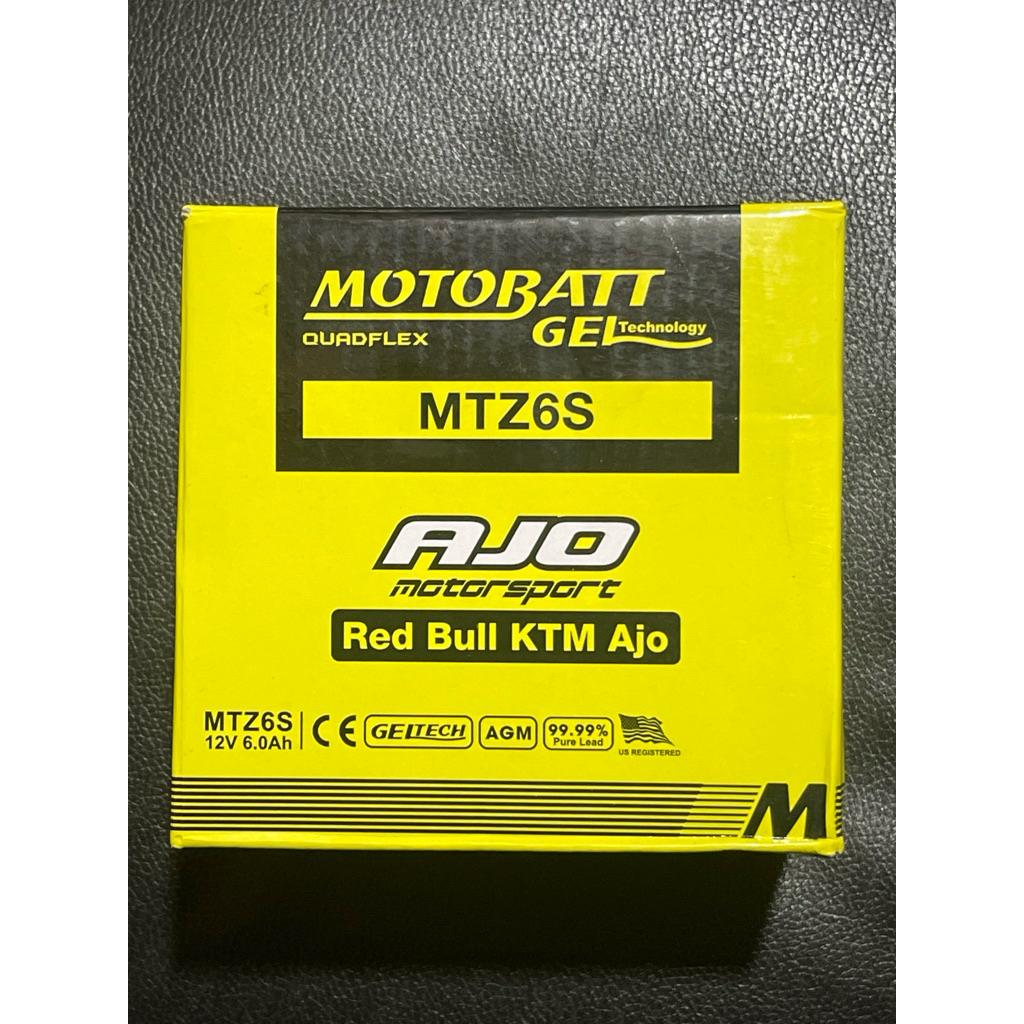 MOTOBATT
QUADFLEX GEL Technology
MTZ6S
AJO
motorsport
Red Bull KTM Ajo
MTZ6S
12V 6.0Ah
CE
GELTECH
AGM
99.99%
Pure Lead
US REGISTERED
M